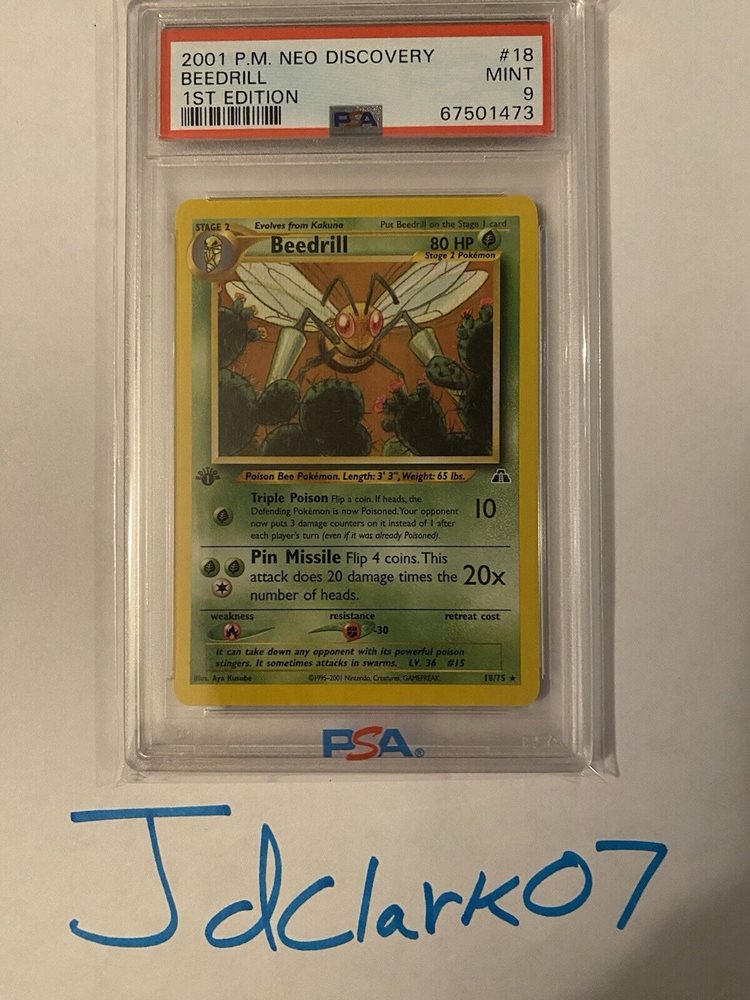 2001 P.M. NEO DISCOVERY #18
BEEDRILL MINT
1ST EDITION 9
PSA 67501473
STAGE 2 Evolves from Kakuna Put Beedrill on the Stage 1 card
Beedrill 80 HP
Stage 2 Pokémon
EDITION 1
Poison Bee Pokémon. Length: 3' 3", Weight: 65 lbs.
Triple Poison Flip a coin. If heads, the
Defending Pokémon is now Poisoned. Your opponent 10
now puts 3 damage counters on it instead of 1 after
each player's turn (even if it was already Poisoned).
Pin Missile Flip 4 coins. This
attack does 20 damage times the 20x
number of heads.
weakness resistance retreat cost
-30
It can take down any opponent with its powerful poison
stingers. It sometimes attacks in swarms. LV. 36 #15
Illus. Aya Kusube ©1995-2001 Nintendo, Creatures, GAMEFREAK. 18/75 ★
PSA®
JdClark07